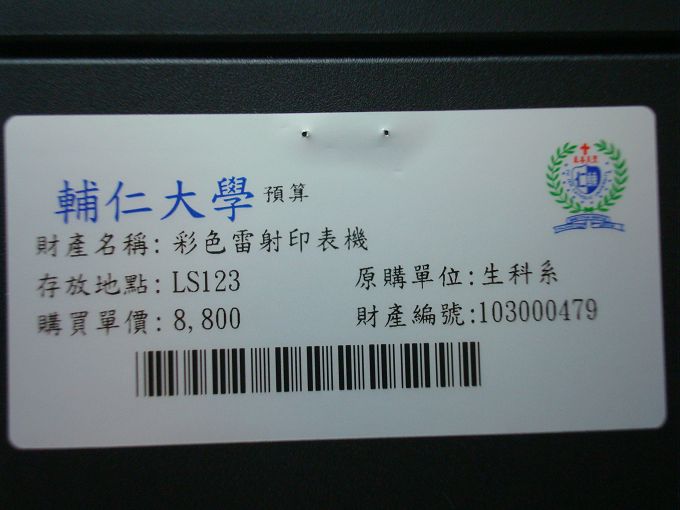 輔仁大學 預算
財產名稱: 彩色雷射印表機
存放地點: LS123 原購單位: 生科系
購買單價: 8,800 財產編號:103000479